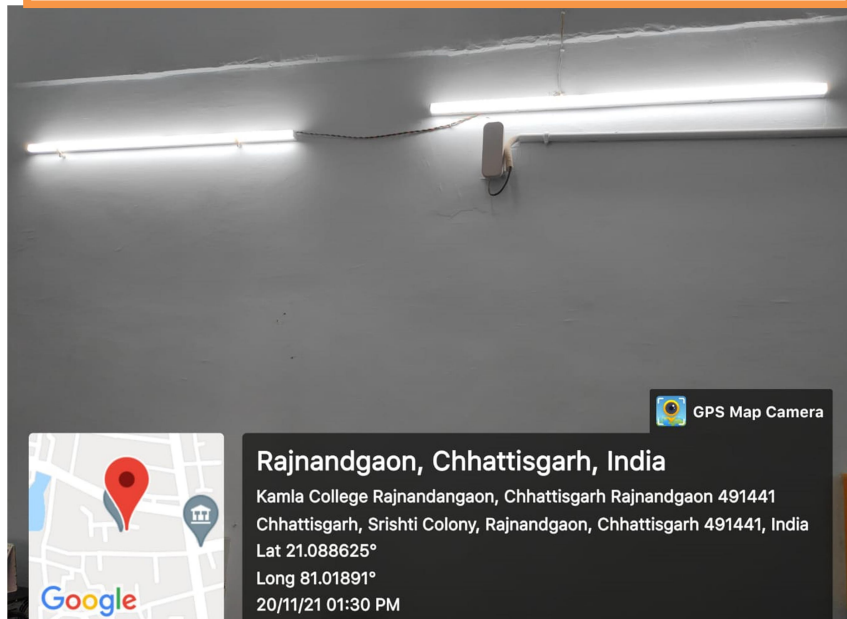 GPS Map Camera
Rajnandgaon, Chhattisgarh, India
Kamla College Rajnandangaon, Chhattisgarh Rajnandgaon 491441
Chhattisgarh, Srishti Colony, Rajnandgaon, Chhattisgarh 491441, India
Lat 21.088625°
Long 81.01891°
20/11/21 01:30 PM
Google